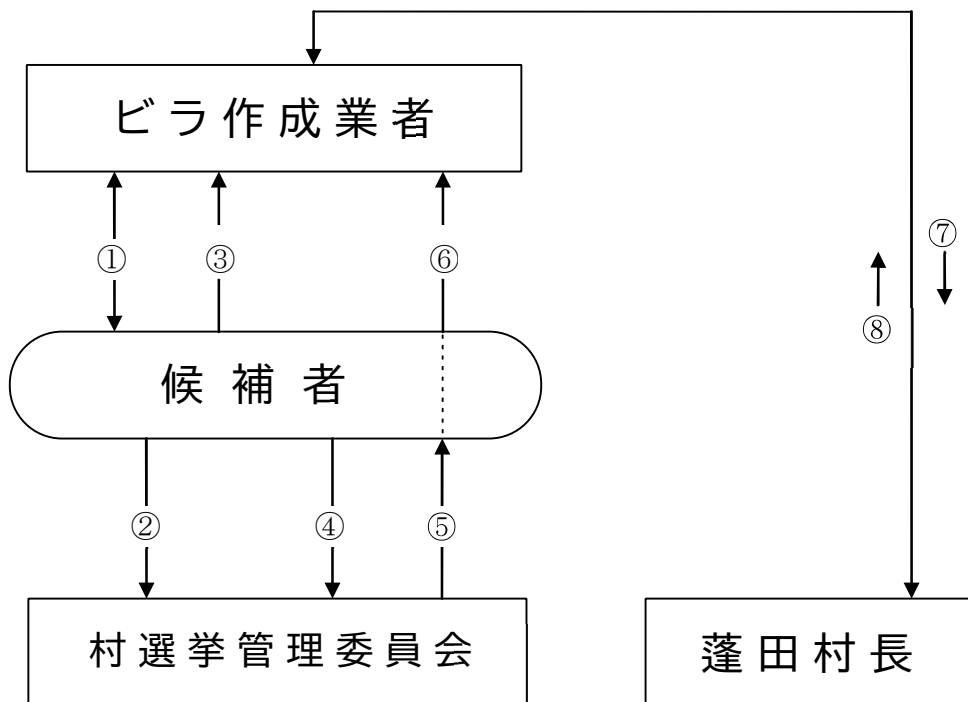 ビラ作成業者
①
③
⑥
⑦
⑧
候補者
②
④
⑤
村選挙管理委員会
蓬田村長